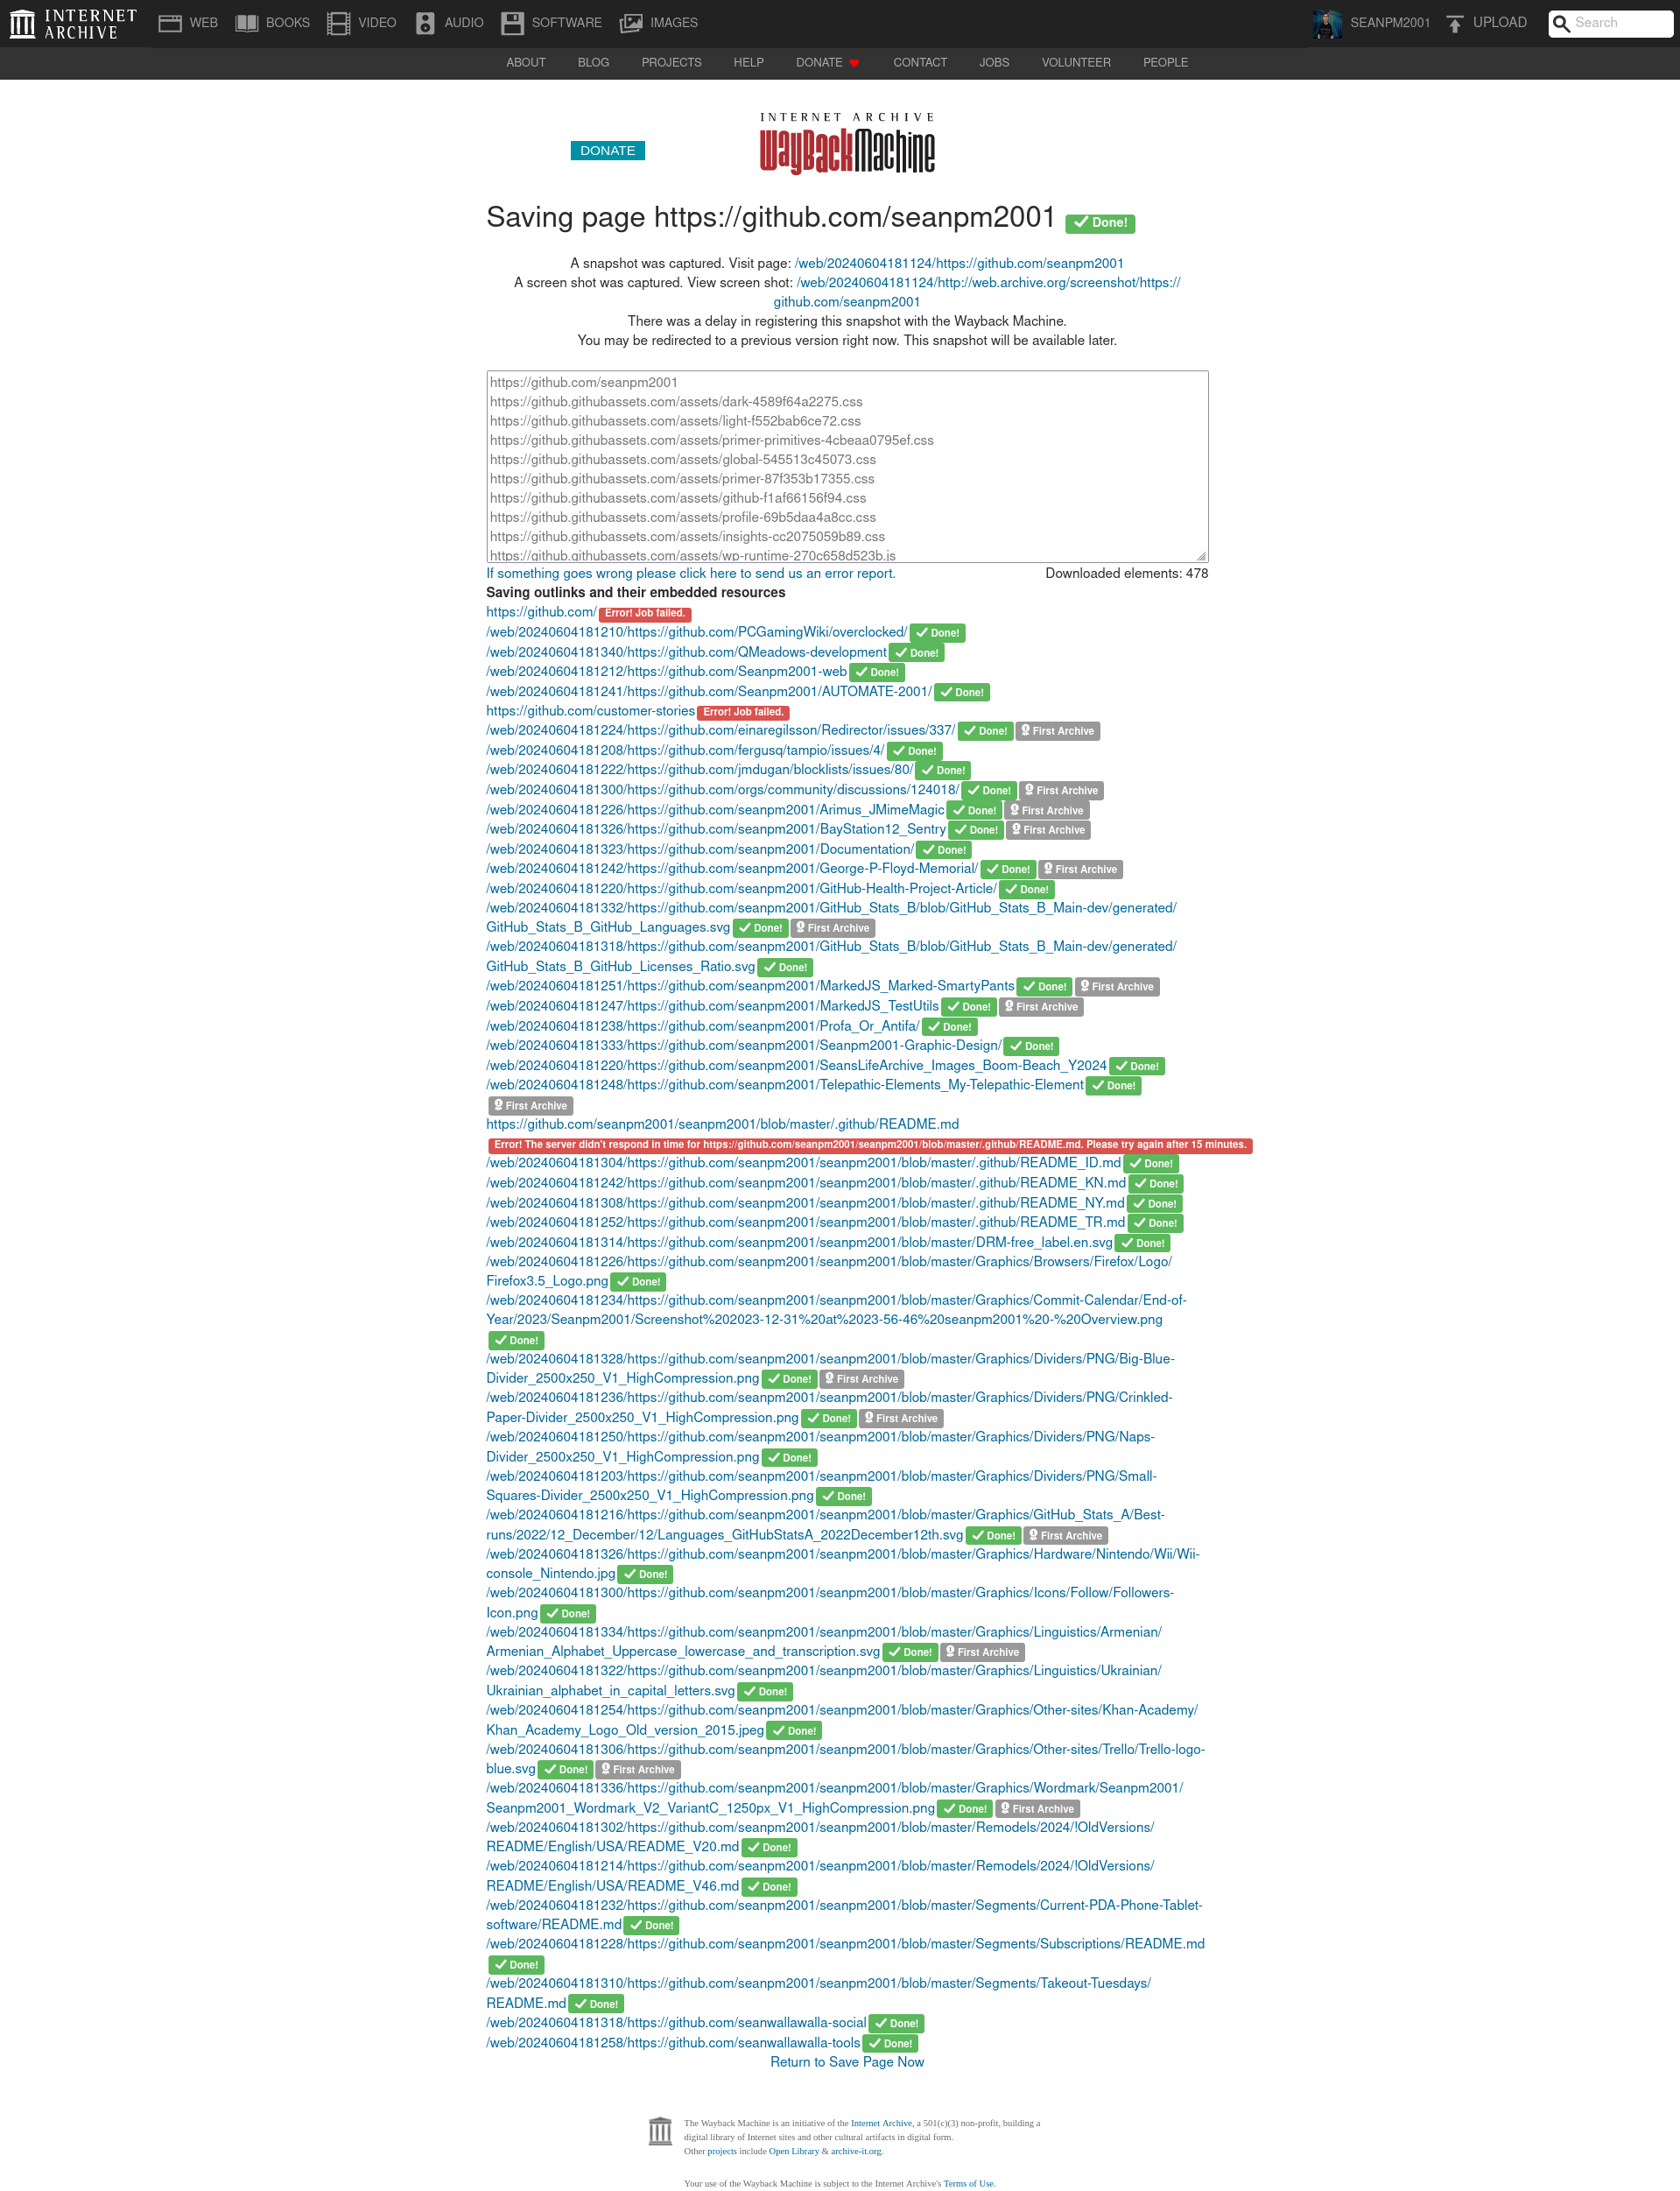 INTERNET ARCHIVE WEB BOOKS VIDEO AUDIO SOFTWARE IMAGES SEANPM2001 UPLOAD Search
ABOUT BLOG PROJECTS HELP DONATE CONTACT JOBS VOLUNTEER PEOPLE
INTERNET ARCHIVE
DONATE WayBackMachine
Saving page https://github.com/seanpm2001 Done!
A snapshot was captured. Visit page: /web/20240604181124/https://github.com/seanpm2001
A screen shot was captured. View screen shot: /web/20240604181124/http://web.archive.org/screenshot/https://
github.com/seanpm2001
There was a delay in registering this snapshot with the Wayback Machine.
You may be redirected to a previous version right now. This snapshot will be available later.
https://github.com/seanpm2001
https://github.githubassets.com/assets/dark-4589f64a2275.css
https://github.githubassets.com/assets/light-f552bab6ce72.css
https://github.githubassets.com/assets/primer-primitives-4cbeaa0795ef.css
https://github.githubassets.com/assets/global-545513c45073.css
https://github.githubassets.com/assets/primer-87f353b17355.css
https://github.githubassets.com/assets/github-f1af66156f94.css
https://github.githubassets.com/assets/profile-69b5daa4a8cc.css
https://github.githubassets.com/assets/insights-cc2075059b89.css
https://github.githubassets.com/assets/wp-runtime-270c658d523b.js
If something goes wrong please click here to send us an error report. Downloaded elements: 478
Saving outlinks and their embedded resources
https://github.com/ Error! Job failed.
/web/20240604181210/https://github.com/PCGamingWiki/overclocked/ Done!
/web/20240604181340/https://github.com/QMeadows-development Done!
/web/20240604181212/https://github.com/Seanpm2001-web Done!
/web/20240604181241/https://github.com/Seanpm2001/AUTOMATE-2001/ Done!
https://github.com/customer-stories Error! Job failed.
/web/20240604181224/https://github.com/einaregilsson/Redirector/issues/337/ Done! First Archive
/web/20240604181208/https://github.com/fergusq/tampio/issues/4/ Done!
/web/20240604181222/https://github.com/jmdugan/blocklists/issues/80/ Done!
/web/20240604181300/https://github.com/orgs/community/discussions/124018/ Done! First Archive
/web/20240604181226/https://github.com/seanpm2001/Arimus_JMimeMagic Done! First Archive
/web/20240604181326/https://github.com/seanpm2001/BayStation12_Sentry Done! First Archive
/web/20240604181323/https://github.com/seanpm2001/Documentation/ Done!
/web/20240604181242/https://github.com/seanpm2001/George-P-Floyd-Memorial/ Done! First Archive
/web/20240604181220/https://github.com/seanpm2001/GitHub-Health-Project-Article/ Done!
/web/20240604181332/https://github.com/seanpm2001/GitHub_Stats_B/blob/GitHub_Stats_B_Main-dev/generated/
GitHub_Stats_B_GitHub_Languages.svg Done! First Archive
/web/20240604181318/https://github.com/seanpm2001/GitHub_Stats_B/blob/GitHub_Stats_B_Main-dev/generated/
GitHub_Stats_B_GitHub_Licenses_Ratio.svg Done!
/web/20240604181251/https://github.com/seanpm2001/MarkedJS_Marked-SmartyPants Done! First Archive
/web/20240604181247/https://github.com/seanpm2001/MarkedJS_TestUtils Done! First Archive
/web/20240604181238/https://github.com/seanpm2001/Profa_Or_Antifa/ Done!
/web/20240604181333/https://github.com/seanpm2001/Seanpm2001-Graphic-Design/ Done!
/web/20240604181220/https://github.com/seanpm2001/SeansLifeArchive_Images_Boom-Beach_Y2024 Done!
/web/20240604181248/https://github.com/seanpm2001/Telepathic-Elements_My-Telepathic-Element Done!
First Archive
https://github.com/seanpm2001/seanpm2001/blob/master/.github/README.md
Error! The server didn't respond in time for https://github.com/seanpm2001/seanpm2001/blob/master/.github/README.md. Please try again after 15 minutes.
/web/20240604181304/https://github.com/seanpm2001/seanpm2001/blob/master/.github/README_ID.md Done!
/web/20240604181242/https://github.com/seanpm2001/seanpm2001/blob/master/.github/README_KN.md Done!
/web/20240604181308/https://github.com/seanpm2001/seanpm2001/blob/master/.github/README_NY.md Done!
/web/20240604181252/https://github.com/seanpm2001/seanpm2001/blob/master/.github/README_TR.md Done!
/web/20240604181314/https://github.com/seanpm2001/seanpm2001/blob/master/DRM-free_label.en.svg Done!
/web/20240604181226/https://github.com/seanpm2001/seanpm2001/blob/master/Graphics/Browsers/Firefox/Logo/
Firefox3.5_Logo.png Done!
/web/20240604181234/https://github.com/seanpm2001/seanpm2001/blob/master/Graphics/Commit-Calendar/End-of-
Year/2023/Seanpm2001/Screenshot%202023-12-31%20at%2023-56-46%20seanpm2001%20-%20Overview.png
Done!
/web/20240604181328/https://github.com/seanpm2001/seanpm2001/blob/master/Graphics/Dividers/PNG/Big-Blue-
Divider_2500x250_V1_HighCompression.png Done! First Archive
/web/20240604181236/https://github.com/seanpm2001/seanpm2001/blob/master/Graphics/Dividers/PNG/Crinkled-
Paper-Divider_2500x250_V1_HighCompression.png Done! First Archive
/web/20240604181250/https://github.com/seanpm2001/seanpm2001/blob/master/Graphics/Dividers/PNG/Naps-
Divider_2500x250_V1_HighCompression.png Done!
/web/20240604181203/https://github.com/seanpm2001/seanpm2001/blob/master/Graphics/Dividers/PNG/Small-
Squares-Divider_2500x250_V1_HighCompression.png Done!
/web/20240604181216/https://github.com/seanpm2001/seanpm2001/blob/master/Graphics/GitHub_Stats_A/Best-
runs/2022/12_December/12/Languages_GitHubStatsA_2022December12th.svg Done! First Archive
/web/20240604181326/https://github.com/seanpm2001/seanpm2001/blob/master/Graphics/Hardware/Nintendo/Wii/Wii-
console_Nintendo.jpg Done!
/web/20240604181300/https://github.com/seanpm2001/seanpm2001/blob/master/Graphics/Icons/Follow/Followers-
Icon.png Done!
/web/20240604181334/https://github.com/seanpm2001/seanpm2001/blob/master/Graphics/Linguistics/Armenian/
Armenian_Alphabet_Uppercase_lowercase_and_transcription.svg Done! First Archive
/web/20240604181322/https://github.com/seanpm2001/seanpm2001/blob/master/Graphics/Linguistics/Ukrainian/
Ukrainian_alphabet_in_capital_letters.svg Done!
/web/20240604181254/https://github.com/seanpm2001/seanpm2001/blob/master/Graphics/Other-sites/Khan-Academy/
Khan_Academy_Logo_Old_version_2015.jpeg Done!
/web/20240604181306/https://github.com/seanpm2001/seanpm2001/blob/master/Graphics/Other-sites/Trello/Trello-logo-
blue.svg Done! First Archive
/web/20240604181336/https://github.com/seanpm2001/seanpm2001/blob/master/Graphics/Wordmark/Seanpm2001/
Seanpm2001_Wordmark_V2_VariantC_1250px_V1_HighCompression.png Done! First Archive
/web/20240604181302/https://github.com/seanpm2001/seanpm2001/blob/master/Remodels/2024/!OldVersions/
README/English/USA/README_V20.md Done!
/web/20240604181214/https://github.com/seanpm2001/seanpm2001/blob/master/Remodels/2024/!OldVersions/
README/English/USA/README_V46.md Done!
/web/20240604181232/https://github.com/seanpm2001/seanpm2001/blob/master/Segments/Current-PDA-Phone-Tablet-
software/README.md Done!
/web/20240604181228/https://github.com/seanpm2001/seanpm2001/blob/master/Segments/Subscriptions/README.md
Done!
/web/20240604181310/https://github.com/seanpm2001/seanpm2001/blob/master/Segments/Takeout-Tuesdays/
README.md Done!
/web/20240604181318/https://github.com/seanwallawalla-social Done!
/web/20240604181258/https://github.com/seanwallawalla-tools Done!
Return to Save Page Now
The Wayback Machine is an initiative of the Internet Archive, a 501(c)(3) non-profit, building a
digital library of Internet sites and other cultural artifacts in digital form.
Other projects include Open Library & archive-it.org.
Your use of the Wayback Machine is subject to the Internet Archive's Terms of Use.